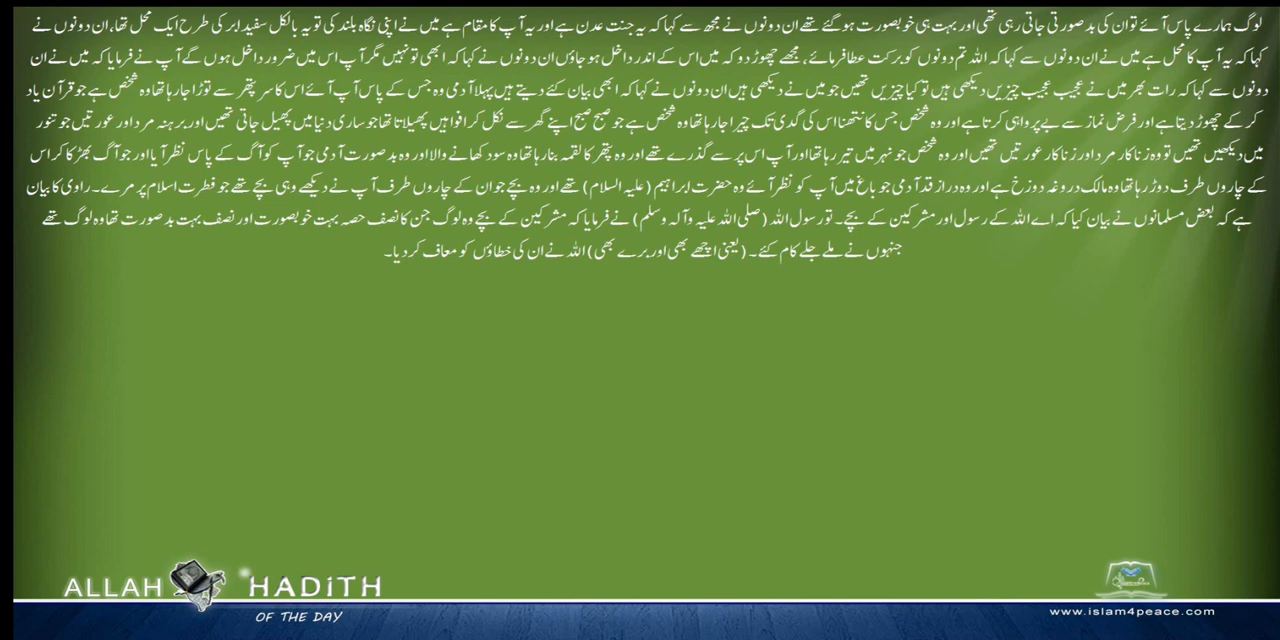 لوگ ہمارے پاس آئے تو ان کی بدصورتی جاتی رہی تھی اور بہت ہی خوبصورت ہو گئے تھے ان دونوں نے مجھ سے کہا کہ یہ جنت عدن ہے اور یہ آپ کا مقام ہے میں نے اپنی نگاہ بلند کی تو یہ بالکل سفید ابر کی طرح ایک محل تھا، ان دونوں نے
کہا کہ یہ آپ کا محل ہے میں نے ان دونوں سے کہا کہ اللہ تم دونوں کو برکت عطا فرمائے، مجھے چھوڑ دو کہ میں اس کے اندر داخل ہو جاؤں ان دونوں نے کہا کہ ابھی تو نہیں مگر آپ اس میں ضرور داخل ہوں گے آپ نے فرمایا کہ میں نے ان
دونوں سے کہا کہ رات بھر میں نے عجیب عجیب چیزیں دیکھی ہیں تو کیا چیزیں تھیں جو میں نے دیکھی ہیں ان دونوں نے کہا کہ ابھی بیان کئے دیتے ہیں پہلا آدمی وہ جس کے پاس آپ آئے اس کا سر پتھر سے توڑا جا رہا تھا وہ شخص ہے جو قرآن یاد
کر کے چھوڑ دیتا ہے اور فرض نماز سے بے پرواہی کرتا ہے اور وہ شخص جس کا نتھنا اس کی گدی تک چیرا جا رہا تھا وہ شخص ہے جو صبح صبح اپنے گھر سے نکل کر افواہیں پھیلاتا تھا جو ساری دنیا میں پھیل جاتی تھیں اور برہنہ مرد اور عورتیں جو تنور
میں دیکھیں تھیں تو وہ زنا کار مرد اور زنا کار عورتیں تھیں اور وہ شخص جو نہر میں تیر رہا تھا اور آپ اس پر سے گذرے تھے اور وہ پتھر کا لقمہ بنا رہا تھا وہ سود کھانے والا اور وہ بدصورت آدمی جو آپ کو آگ کے پاس نظر آیا اور جو آگ بھڑکا کر اس
کے چاروں طرف دوڑ رہا تھا وہ مالک دروغہ دوزخ ہے اور وہ دراز قد آدمی جو باغ میں آپ کو نظر آئے وہ حضرت ابراہیم (علیہ السلام) تھے اور وہ بچے جو ان کے چاروں طرف آپ نے دیکھے وہی بچے تھے جو فطرت اسلام پر مرے۔ راوی کا بیان
ہے کہ بعض مسلمانوں نے بیان کیا کہ اے اللہ کے رسول اور مشرکین کے بچے۔ تو رسول اللہ (صلی اللہ علیہ وآلہ وسلم) نے فرمایا کہ مشرکین کے بچے وہ لوگ جن کا نصف حصہ بہت خوبصورت اور نصف بہت بدصورت تھا وہ لوگ تھے
جنہوں نے ملے جلے کام کئے۔ (یعنی اچھے بھی اور برے بھی) اللہ نے ان کی خطاؤں کو معاف کر دیا۔
ALLAH HADITH
OF THE DAY
www.islam4peace.com